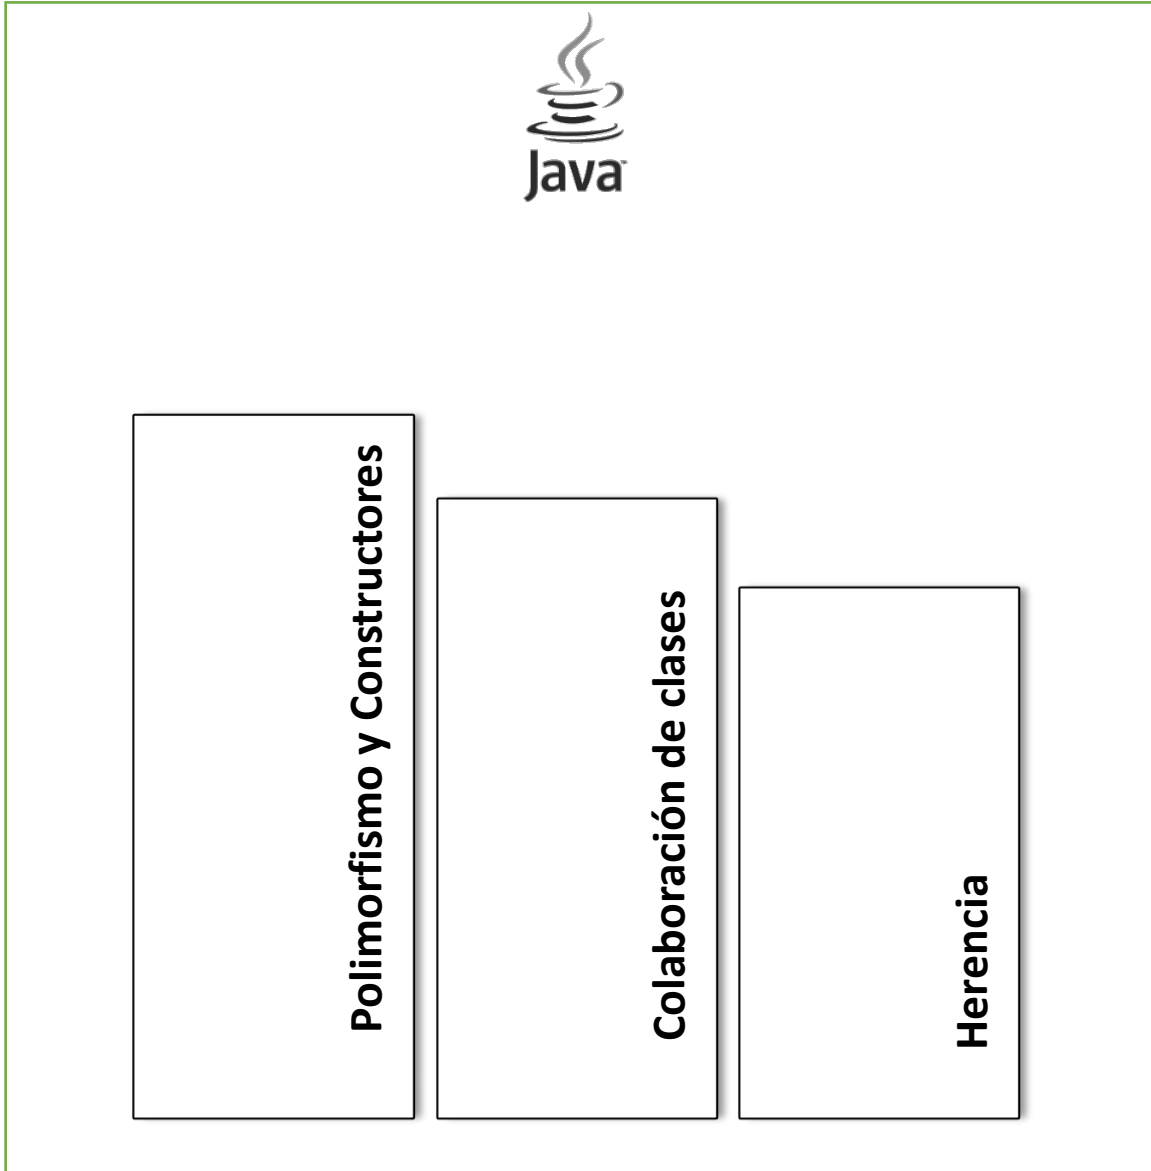 Java
Polimorfismo y Constructores
Colaboración de clases
Herencia